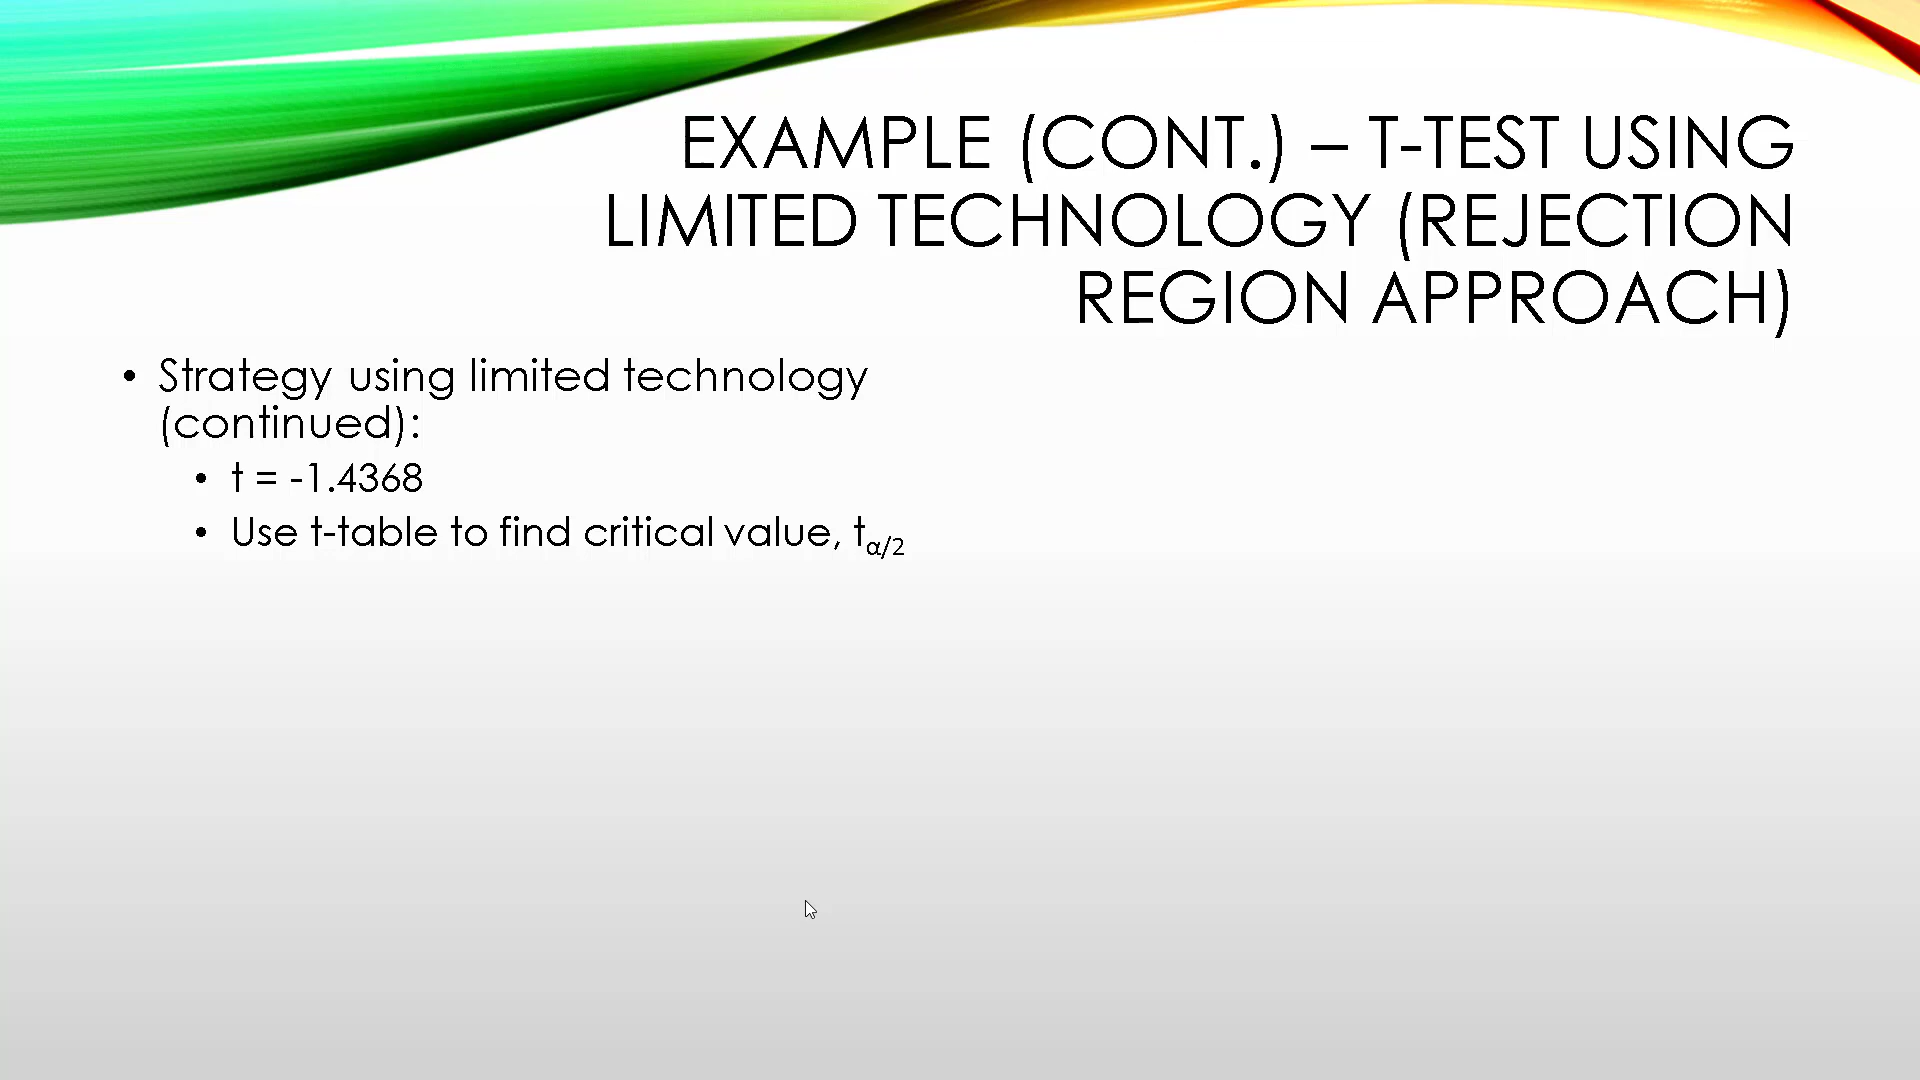 EXAMPLE (CONT.) – T-TEST USING
LIMITED TECHNOLOGY (REJECTION
REGION APPROACH)
• Strategy using limited technology
(continued):
• t = -1.4368
• Use t-table to find critical value, tα/2